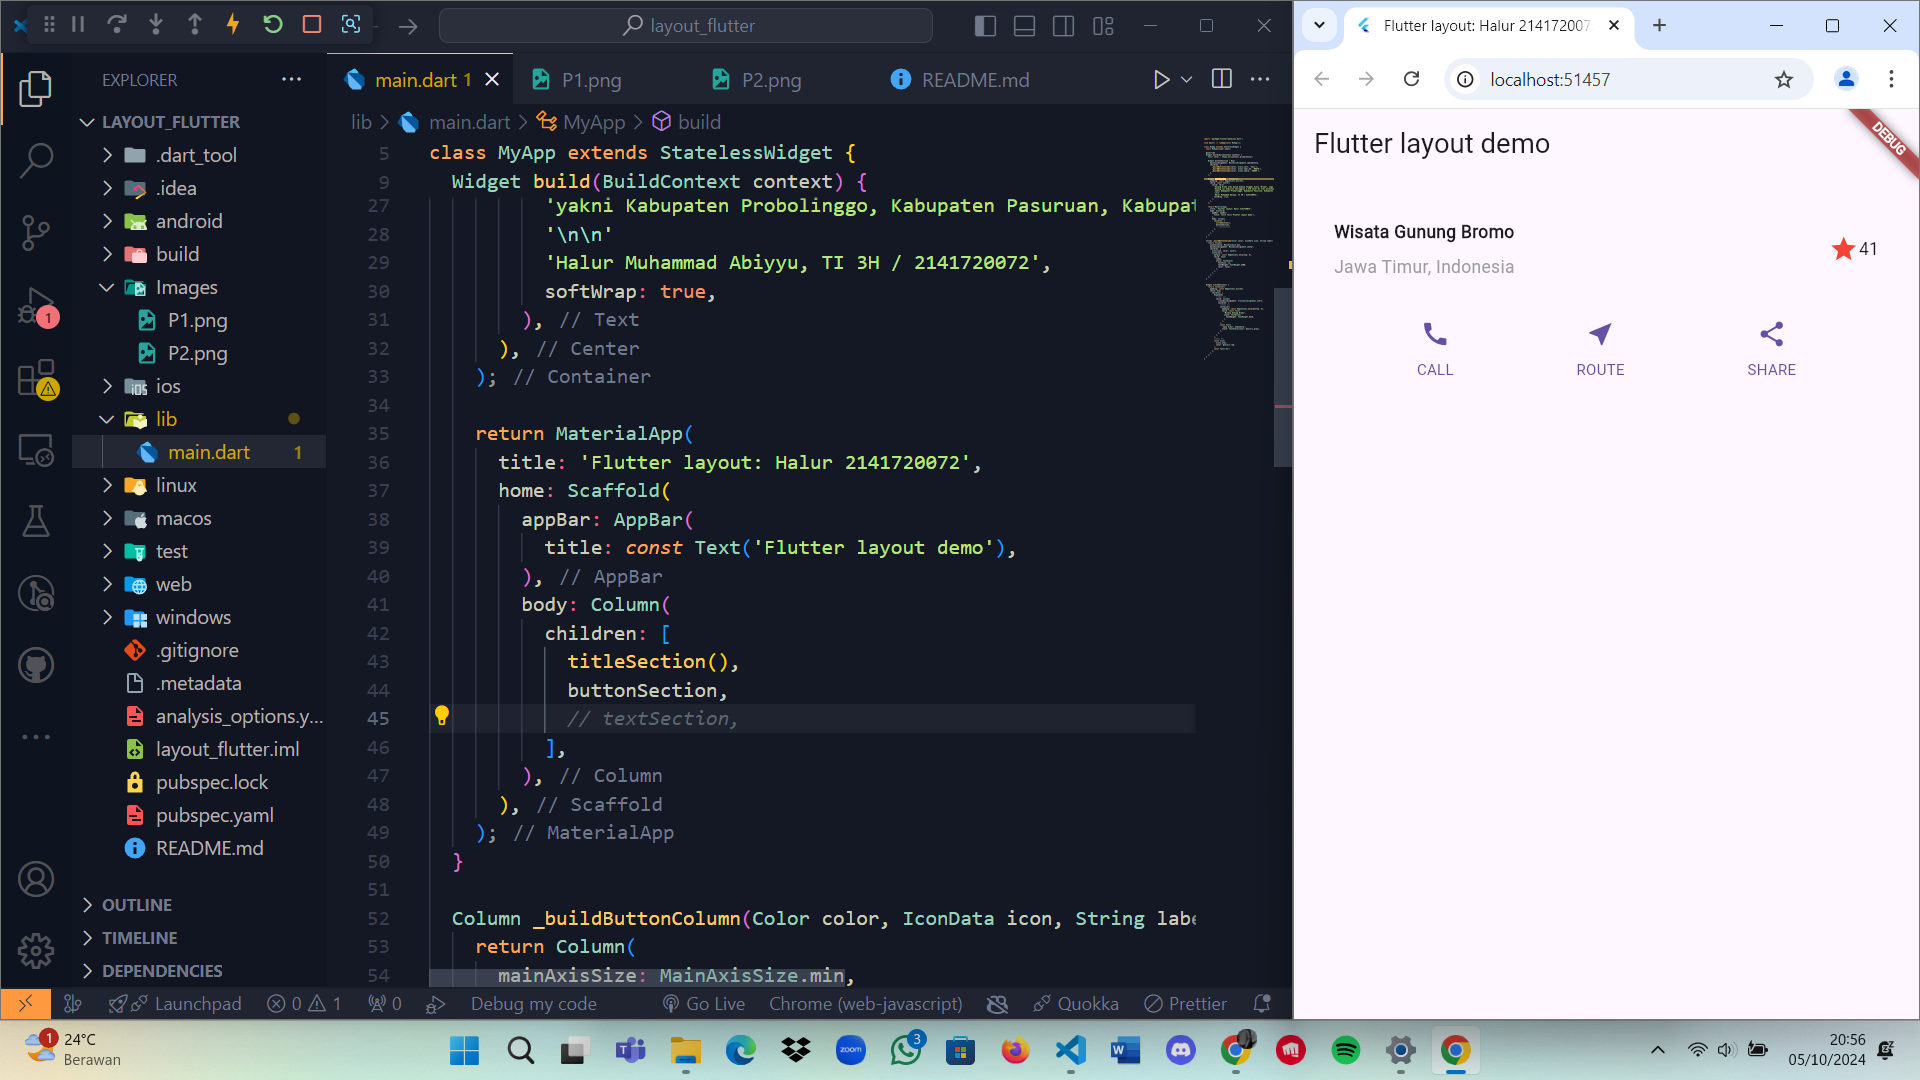 layout_flutter
EXPLORER
LAYOUT_FLUTTER
.dart_tool
.idea
android
build
Images
P1.png
P2.png
ios
lib
main.dart 1
linux
macos
test
web
windows
.gitignore
.metadata
analysis_options.y...
layout_flutter.iml
pubspec.lock
pubspec.yaml
README.md
OUTLINE
TIMELINE
DEPENDENCIES
1
main.dart 1
P1.png
P2.png
README.md
lib > main.dart > MyApp > build
5 class MyApp extends StatelessWidget {
9 Widget build(BuildContext context) {
27 'yakni Kabupaten Probolinggo, Kabupaten Pasuruan, Kabupat
28 '\n\n'
29 'Halur Muhammad Abiyyu, TI 3H / 2141720072',
30 softWrap: true,
31 ), // Text
32 ), // Center
33 ); // Container
34
35 return MaterialApp(
36 title: 'Flutter layout: Halur 2141720072',
37 home: Scaffold(
38 appBar: AppBar(
39 title: const Text('Flutter layout demo'),
40 ), // AppBar
41 body: Column(
42 children: [
43 titleSection(),
44 buttonSection,
45 // textSection,
46 ],
47 ), // Column
48 ), // Scaffold
49 ); // MaterialApp
50 }
51
52 Column _buildButtonColumn(Color color, IconData icon, String labe
53 return Column(
54 mainAxisSize: MainAxisSize.min,
Launchpad
0
1
0
Debug my code
Go Live
Chrome (web-javascript)
Quokka
Prettier
Flutter layout: Halur 214172007
localhost:51457
Flutter layout demo
DEBUG
Wisata Gunung Bromo
Jawa Timur, Indonesia
41
CALL
ROUTE
SHARE
1
24°C
Berawan
zoom
3
20:56
05/10/2024